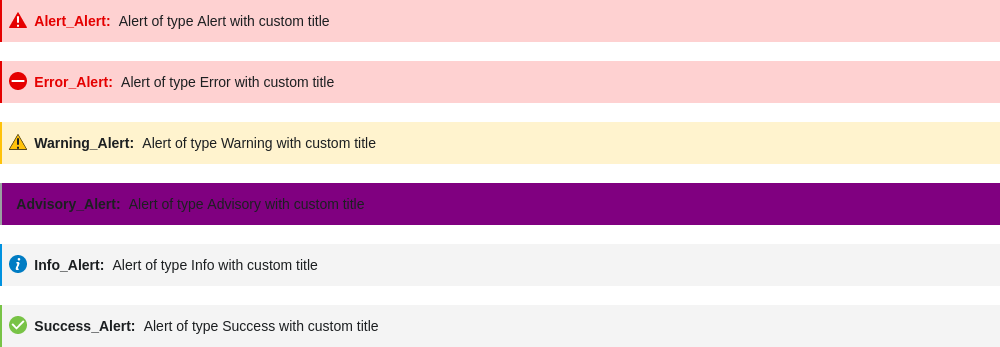 Alert_Alert: Alert of type Alert with custom title
Error_Alert: Alert of type Error with custom title
Warning_Alert: Alert of type Warning with custom title
Advisory_Alert: Alert of type Advisory with custom title
Info_Alert: Alert of type Info with custom title
Success_Alert: Alert of type Success with custom title